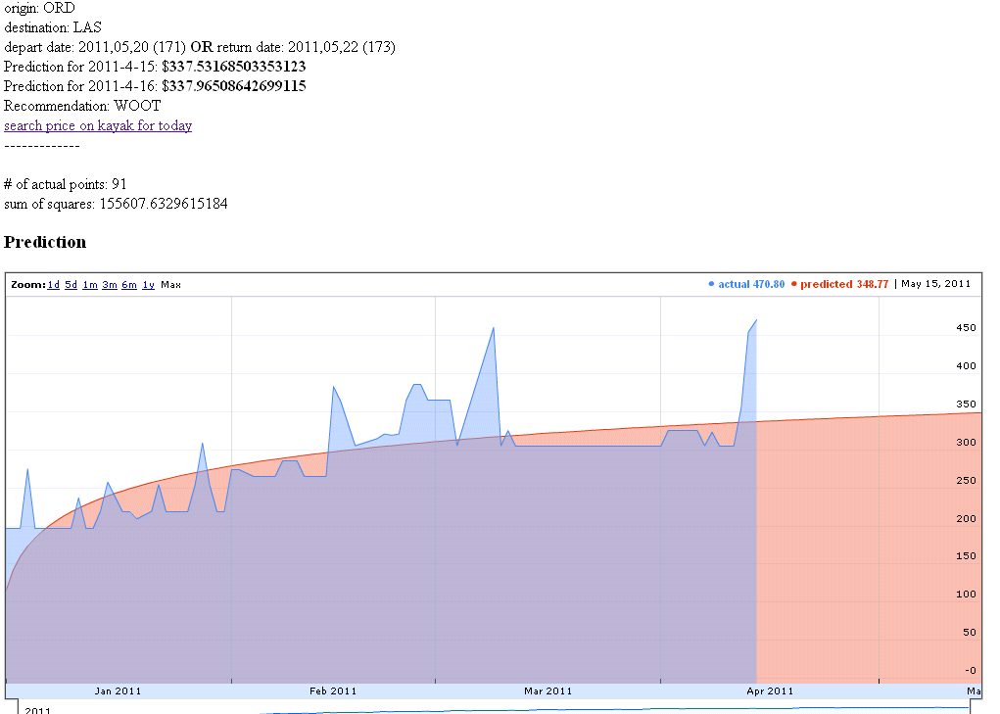 origin: ORD
destination: LAS
depart date: 2011,05,20 (171) OR return date: 2011,05,22 (173)
Prediction for 2011-4-15: $337.53168503353123
Prediction for 2011-4-16: $337.96508642699115
Recommendation: WOOT
search price on kayak for today
-------------
# of actual points: 91
sum of squares: 155607.6329615184
Prediction
Zoom: 1d 5d 1m 3m 6m 1y Max
actual 470.80 predicted 348.77 | May 15, 2011
450
400
350
300
250
200
150
100
50
-0
Jan 2011 Feb 2011 Mar 2011 Apr 2011 Ma
2011